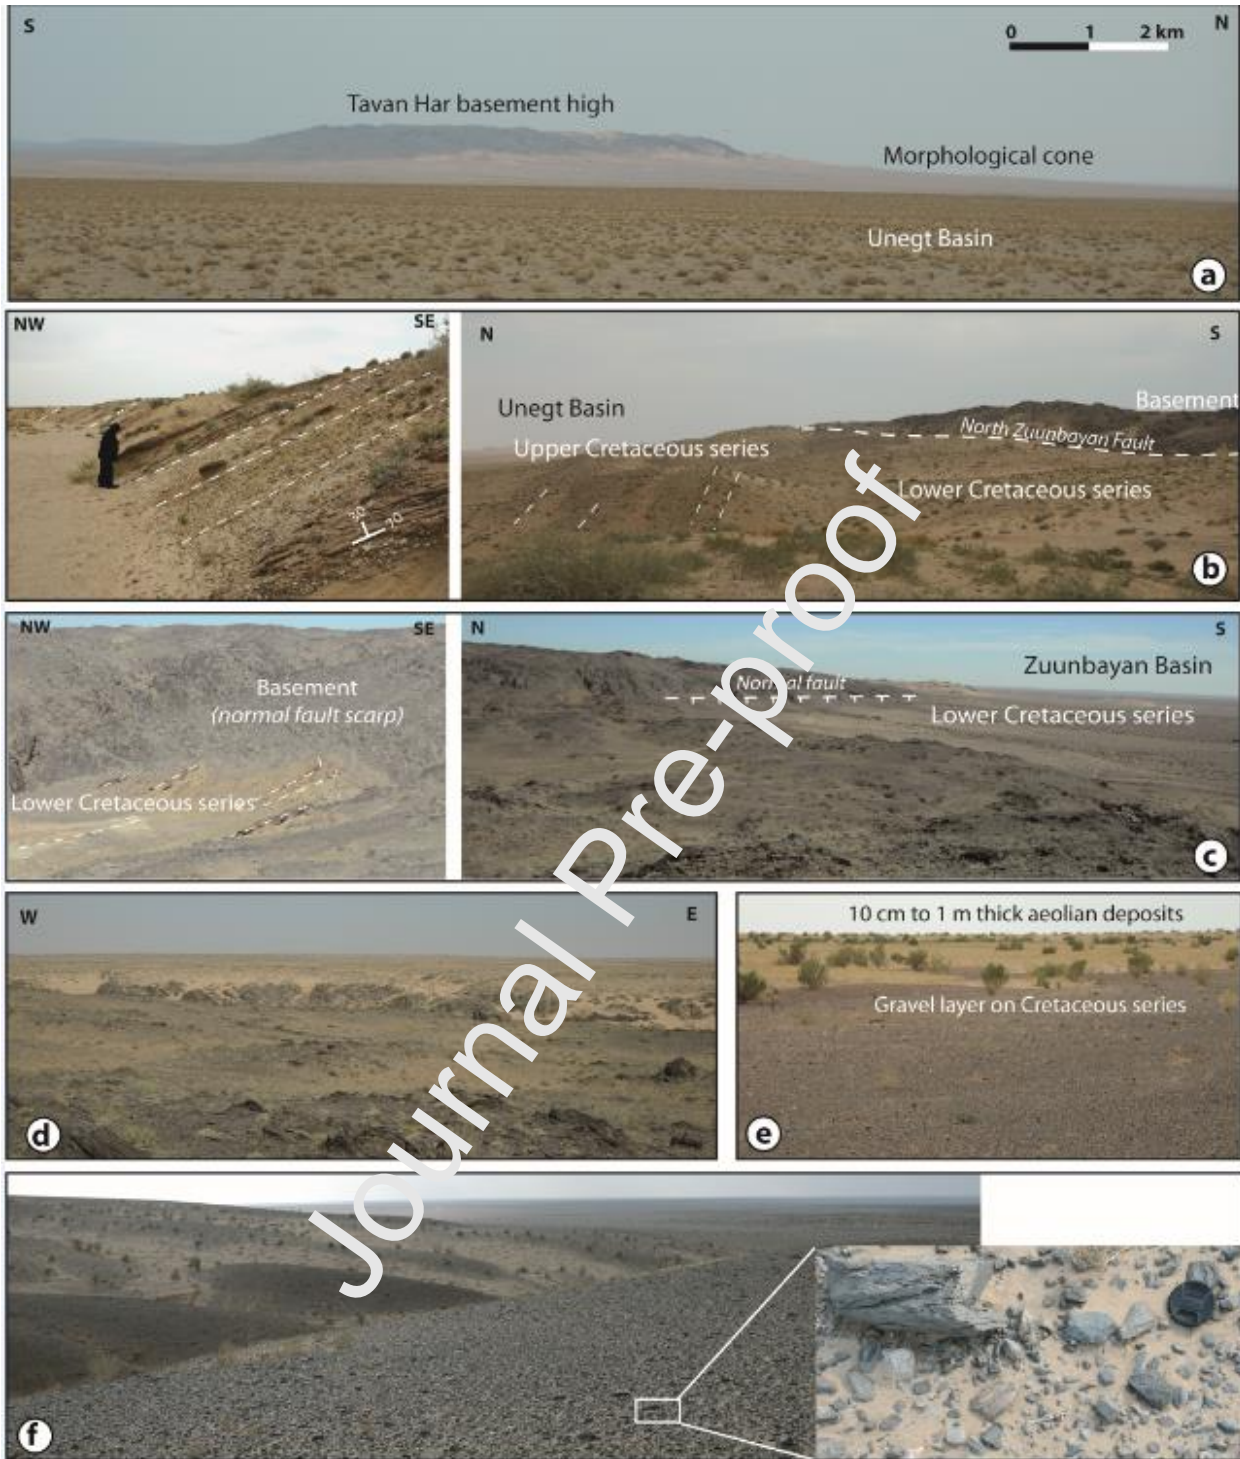 S
0 1 2 km
N
Tavan Har basement high
Morphological cone
Unegt Basin
a
NW
SE
30
70
N
S
Unegt Basin
Basement
North Zuunbayan Fault
Upper Cretaceous series
Lower Cretaceous series
b
NW
SE
Basement
(normal fault scarp)
Lower Cretaceous series
N
S
Zuunbayan Basin
Normal fault
Lower Cretaceous series
c
W
E
d
10 cm to 1 m thick aeolian deposits
Gravel layer on Cretaceous series
e
f
Journal Pre-proof